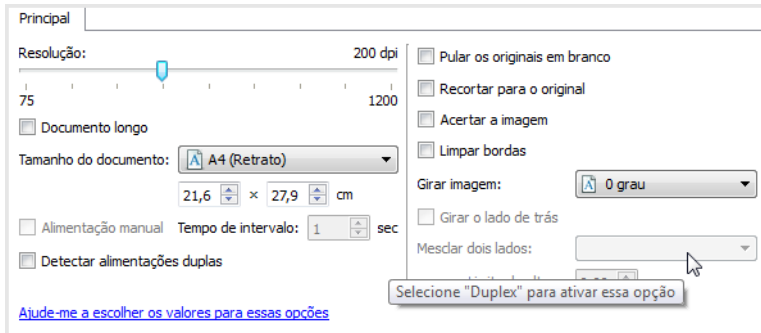 Principal
Resolução: 200 dpi
75 1200
Documento longo
Tamanho do documento: A4 (Retrato)
21,6 × 27,9 cm
Alimentação manual Tempo de intervalo: 1 sec
Detectar alimentações duplas
Ajude-me a escolher os valores para essas opções
Pular os originais em branco
Recortar para o original
Acertar a imagem
Limpar bordas
Girar imagem: 0 grau
Girar o lado de trás
Mesclar dois lados:
Selecione "Duplex" para ativar essa opção